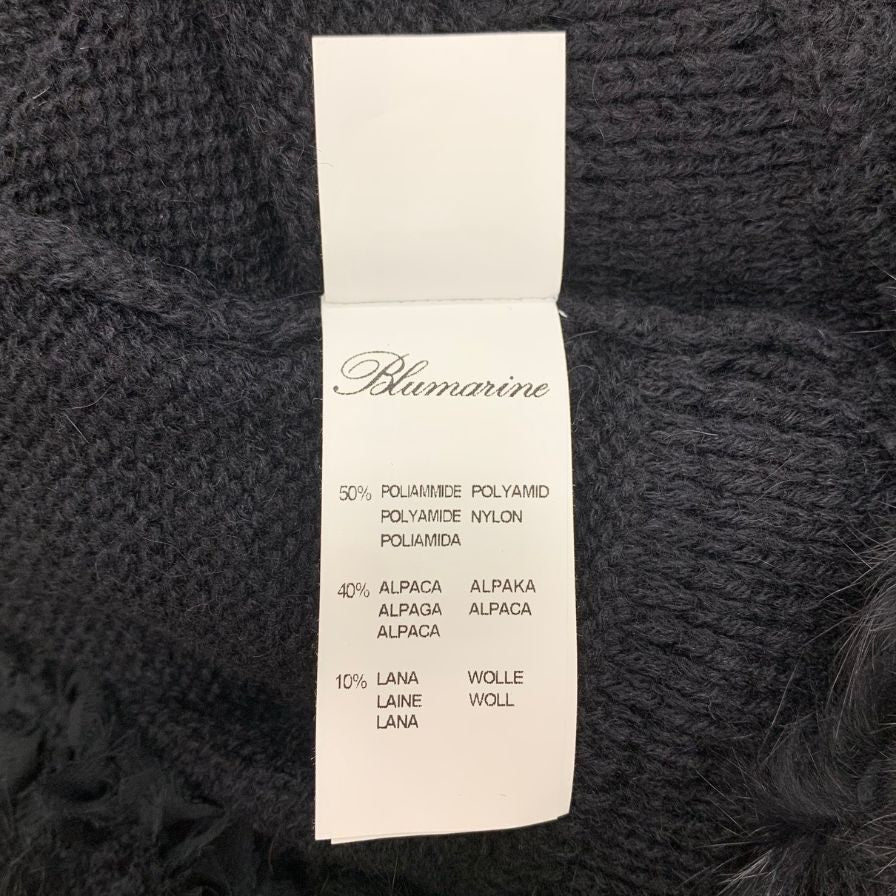 Blumarine
50% POLIAMMIDE POLYAMID
POLYAMIDE NYLON
POLIAMIDA
40% ALPACA ALPAKA
ALPAGA ALPACA
ALPACA
10% LANA WOLLE
LAINE WOLL
LANA